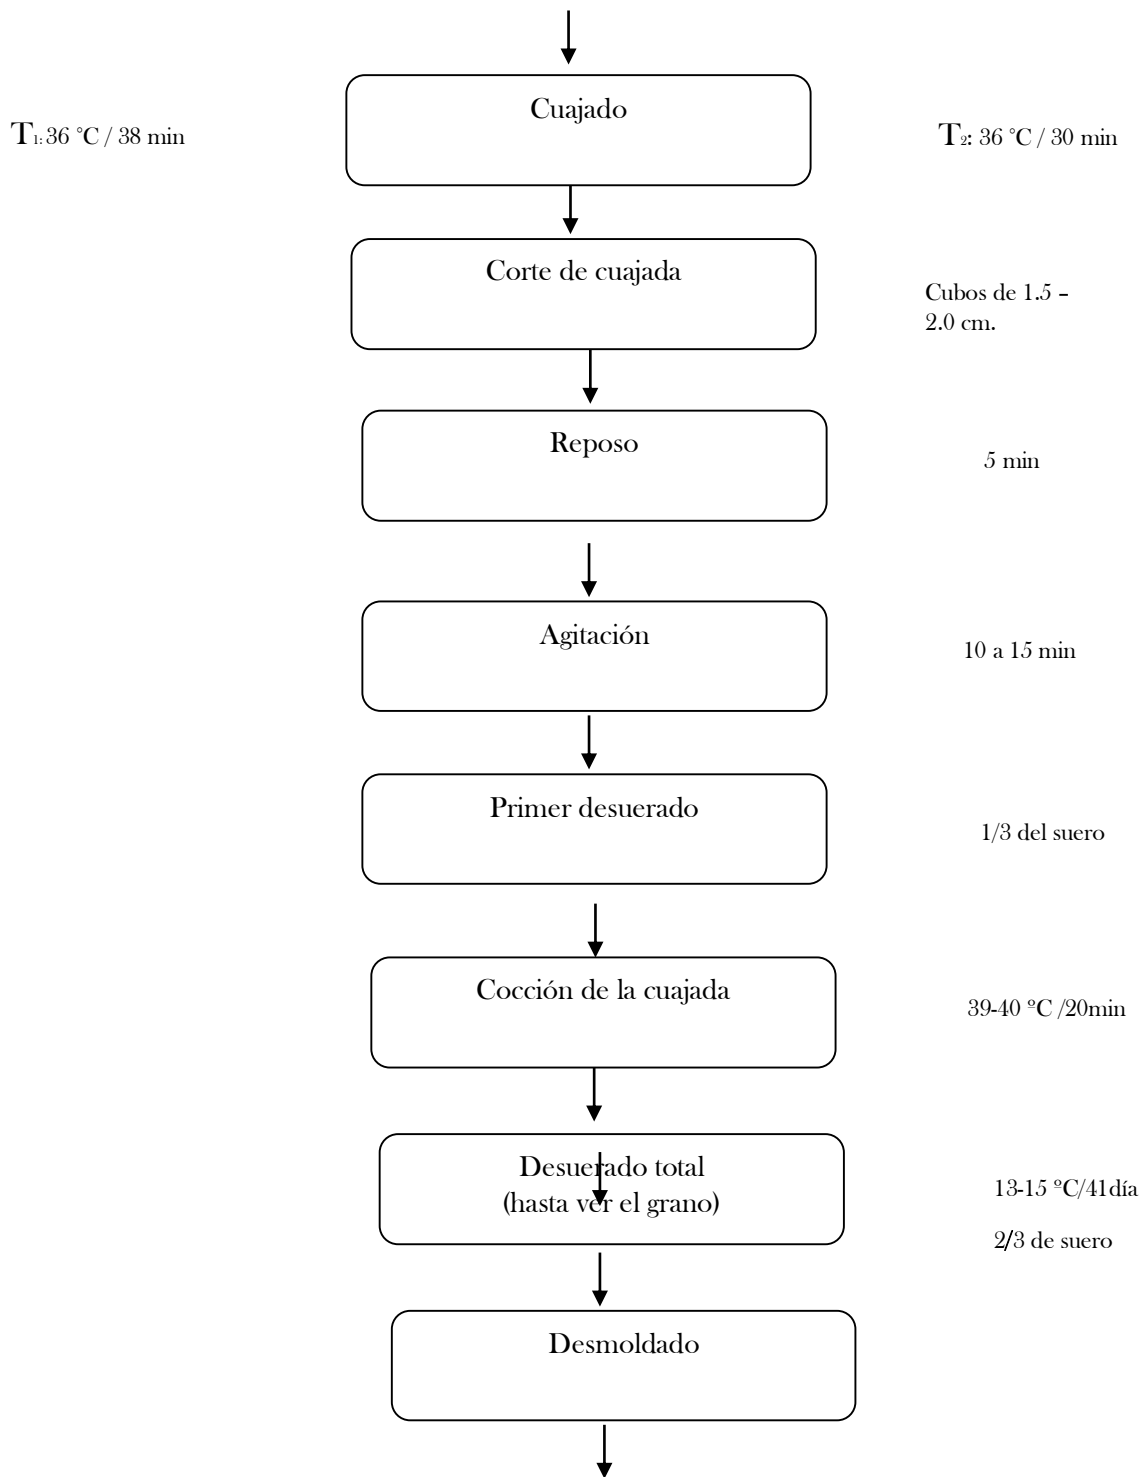 Cuajado
T1: 36 °C / 38 min
T2: 36 °C / 30 min
Corte de cuajada
Cubos de 1.5 –
2.0 cm.
Reposo
5 min
Agitación
10 a 15 min
Primer desuerado
1/3 del suero
Cocción de la cuajada
39-40 ºC /20min
Desuerado total
(hasta ver el grano)
13-15 ºC/41día
2/3 de suero
Desmoldado